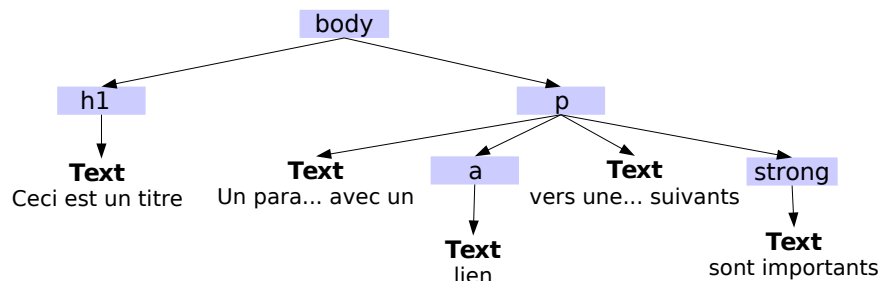 body
h1
p
Text
Ceci est un titre
Text
Un para... avec un
a
Text
vers une... suivants
strong
Text
lien
Text
sont importants